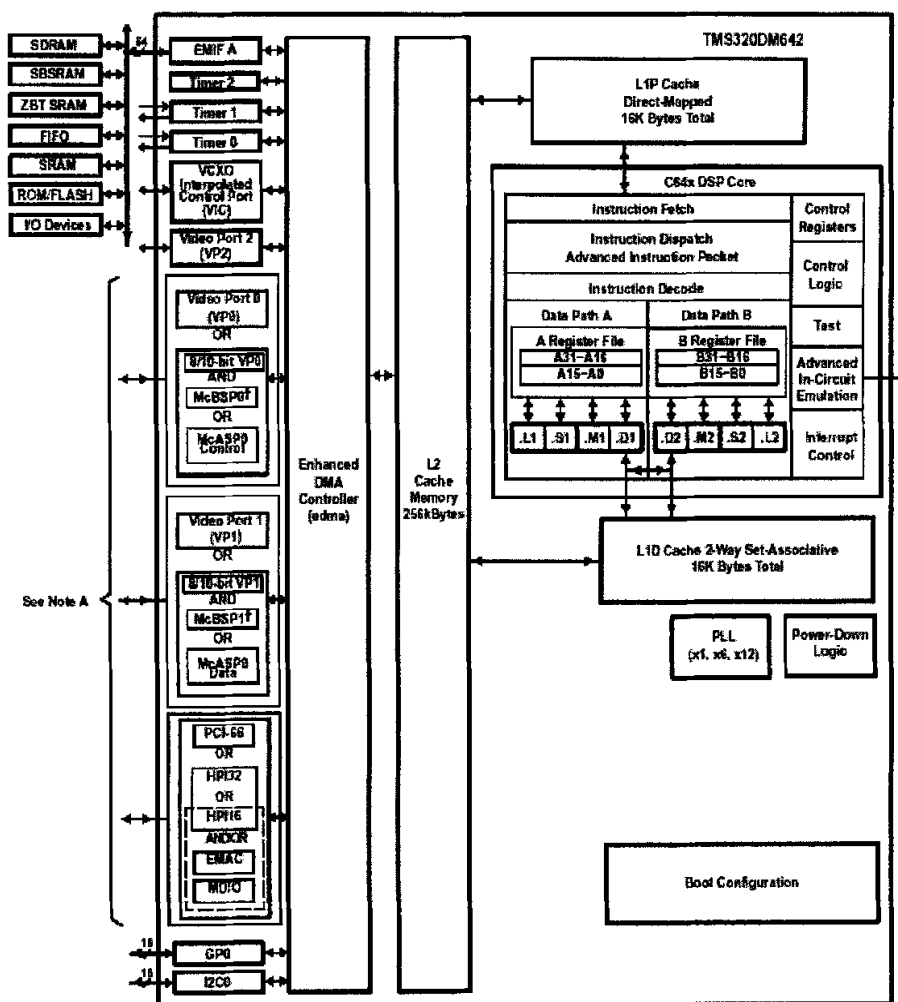 TMS320DM642
SDRAM
SBSRAM
ZBT SRAM
FIFO
SRAM
ROM/FLASH
I/O Devices
64
EMIF A
Timer 2
Timer 1
Timer 0
VCXO
Interpolated
Control Port
(VIC)
Video Port 2
(VP2)
Video Port 0
(VP0)
OR
8/10-bit VP0
AND
McBSP0†
OR
McASP0
Control
Video Port 1
(VP1)
OR
8/10-bit VP1
AND
McBSP1†
OR
McASP0
Data
See Note A
PCI-66
OR
HPI32
OR
HPI16
AND/OR
EMAC
MDIO
16
GP0
16
I2C0
Enhanced
DMA
Controller
(edma)
L2
Cache
Memory
256kBytes
L1P Cache
Direct-Mapped
16K Bytes Total
C64x DSP Core
Instruction Fetch
Instruction Dispatch
Advanced Instruction Packet
Instruction Decode
Data Path A
Data Path B
A Register File
A31-A16
A15-A0
B Register File
B31-B16
B15-B0
.L1 .S1 .M1 .D1
.D2 .M2 .S2 .L2
Control
Registers
Control
Logic
Test
Advanced
In-Circuit
Emulation
Interrupt
Control
L1D Cache 2-Way Set-Associative
16K Bytes Total
PLL
(x1, x6, x12)
Power-Down
Logic
Boot Configuration